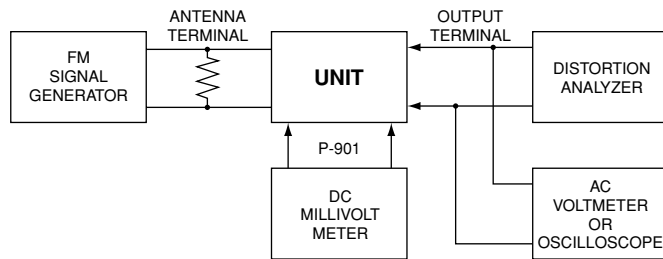 ANTENNA
TERMINAL
OUTPUT
TERMINAL
FM
SIGNAL
GENERATOR
UNIT
DISTORTION
ANALYZER
P-901
DC
MILLIVOLT
METER
AC
VOLTMETER
OR
OSCILLOSCOPE